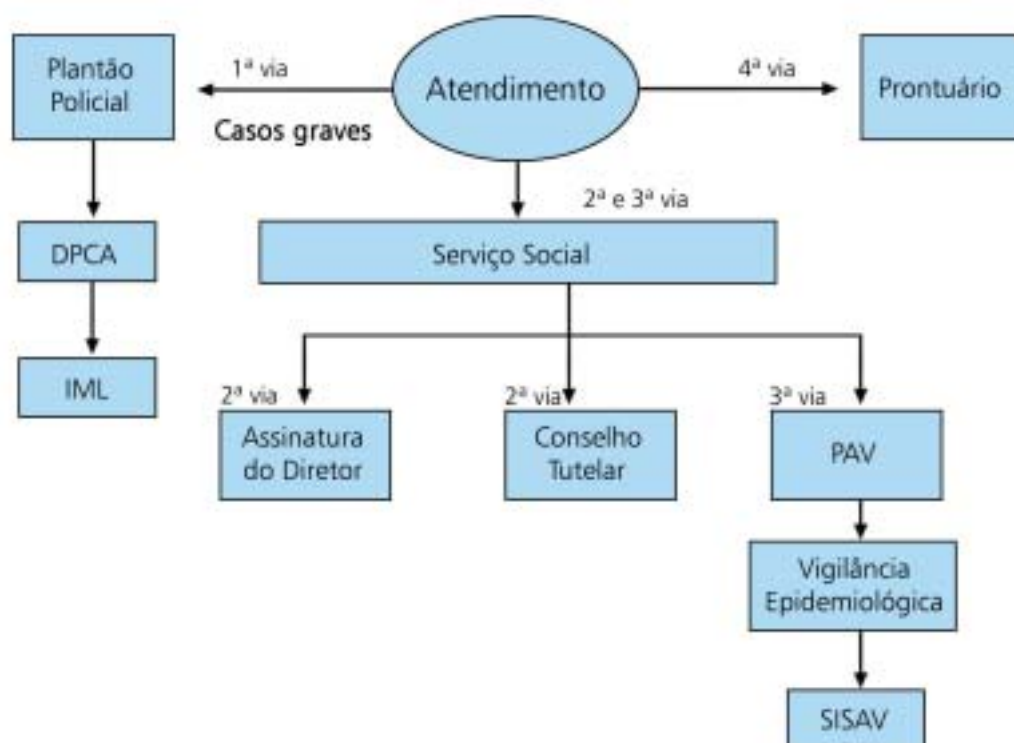 Plantão
Policial
1ª via
Casos graves
Atendimento
4ª via
Prontuário
2ª e 3ª via
DPCA
Serviço Social
IML
2ª via
Assinatura
do Diretor
2ª via
Conselho
Tutelar
3ª via
PAV
Vigilância
Epidemiológica
SISAV